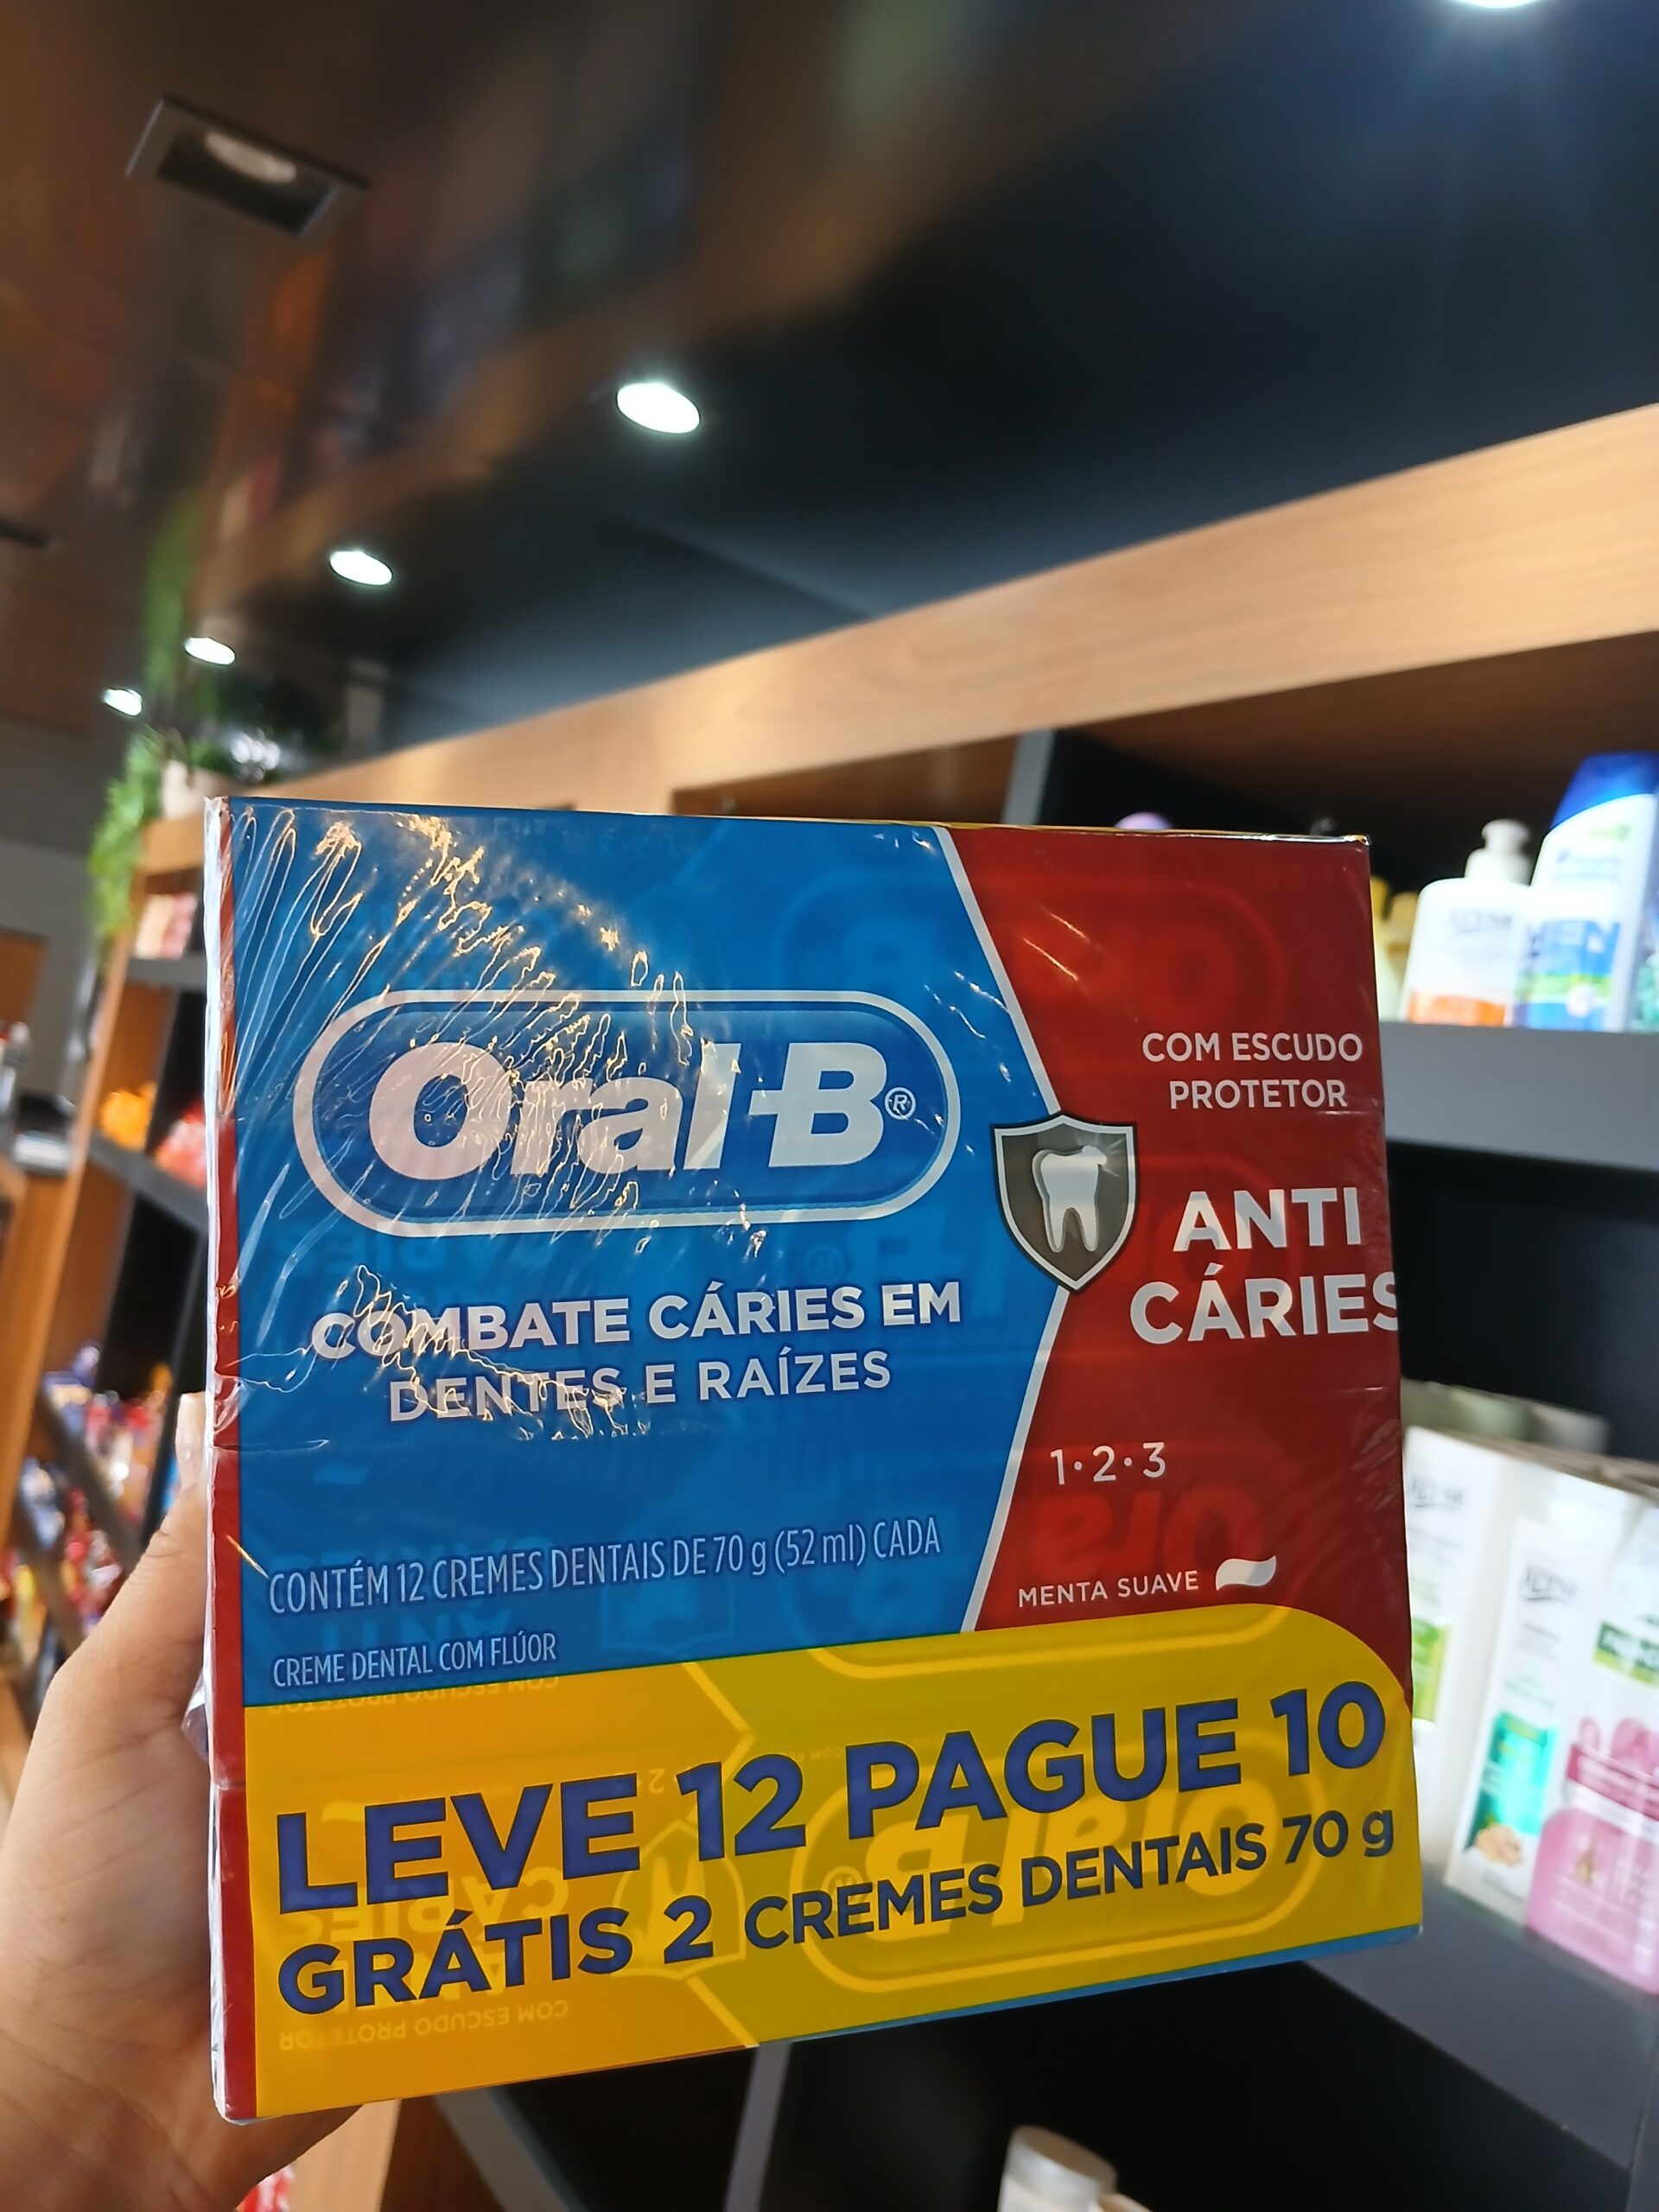 Oral-B®
COMBATE CÁRIES EM
DENTES E RAÍZES
CONTÉM 12 CREMES DENTAIS DE 70 g (52 ml) CADA
CREME DENTAL COM FLÚOR
COM ESCUDO
PROTETOR
ANTI
CÁRIES
1·2·3
MENTA SUAVE
LEVE 12 PAGUE 10
GRÁTIS 2 CREMES DENTAIS 70 g